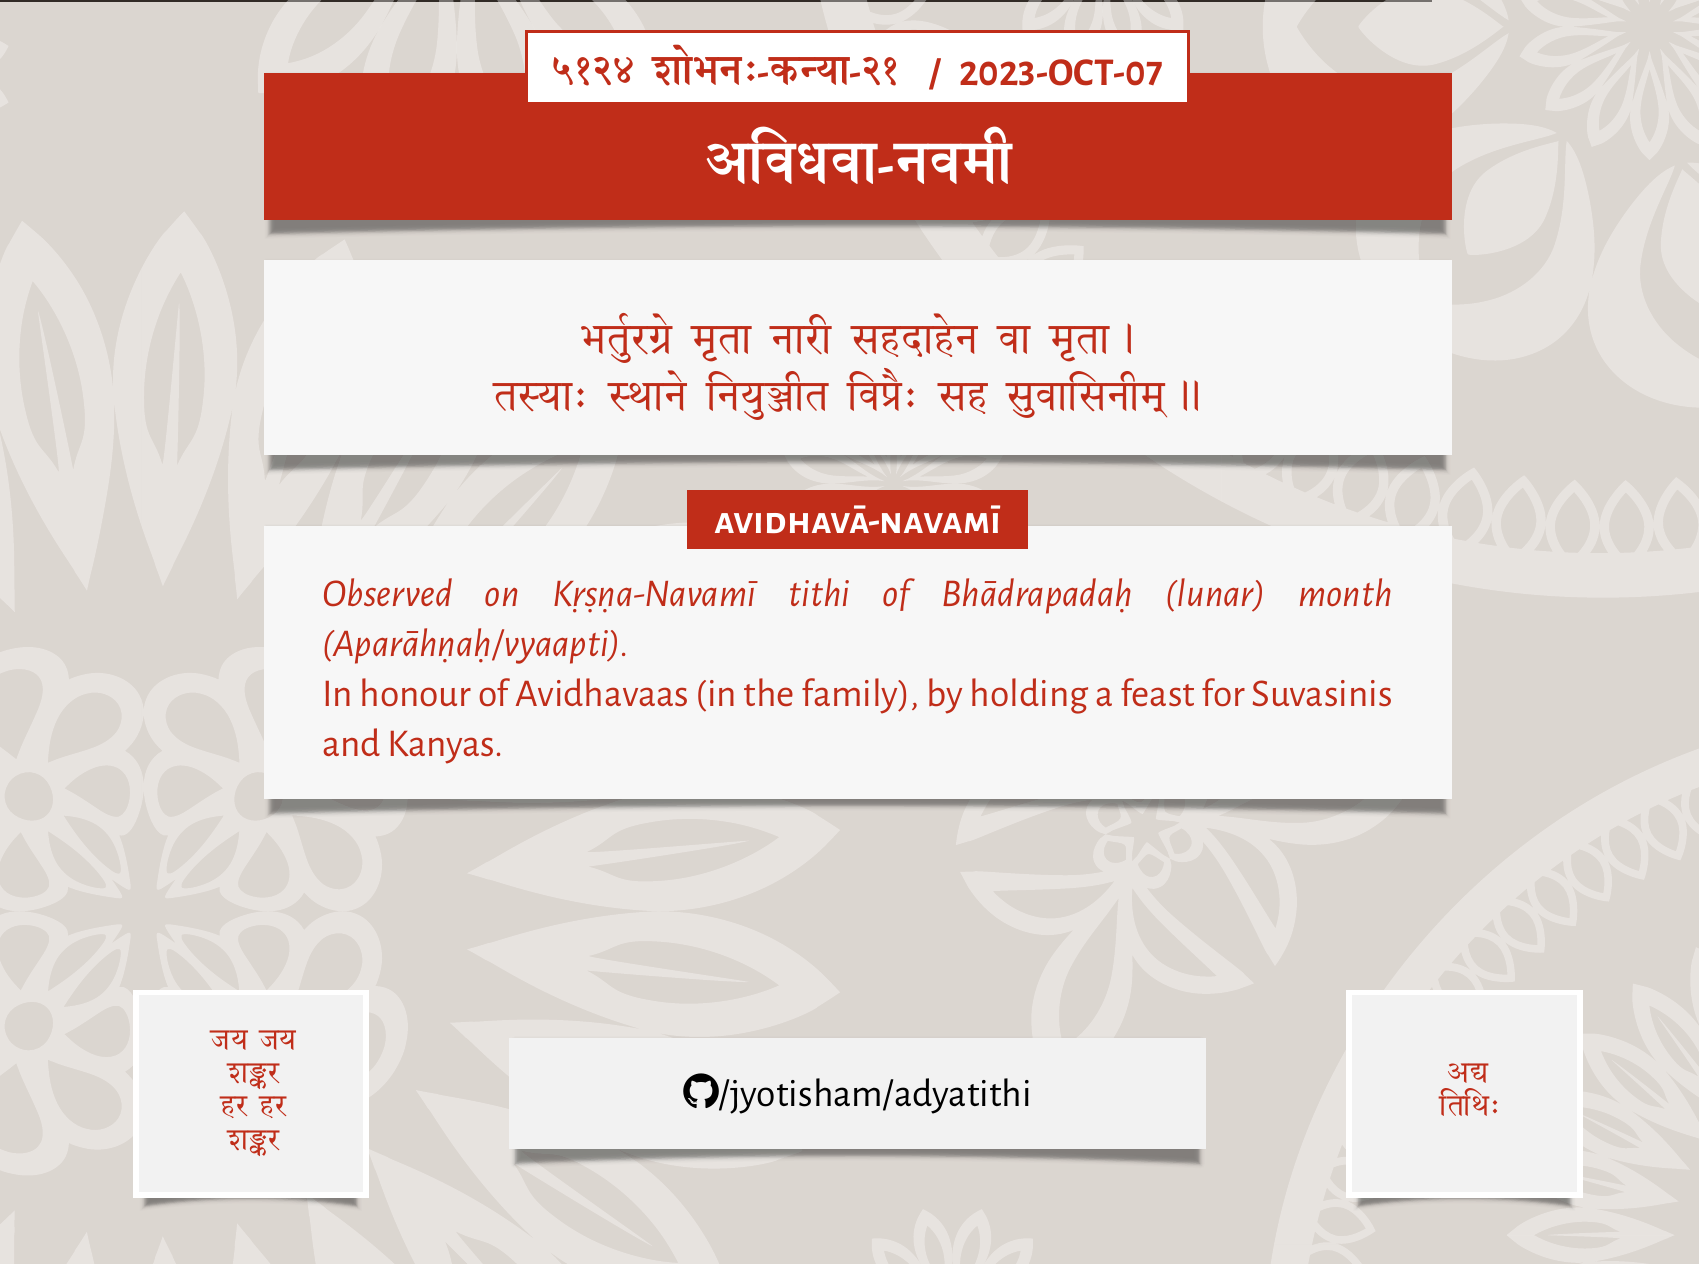 ५१२४ शोभनः-कन्या-२१ / 2023-OCT-07
अविधवा-नवमी
भर्तुरग्रे मृता नारी सहदाहेन वा मृता ।
तस्याः स्थाने नियुञ्जीत विप्रैः सह सुवासिनीम् ॥
AVIDHAVĀ-NAVAMĪ
Observed on Kṛṣṇa-Navamī tithi of Bhādrapadaḥ (lunar) month
(Aparāhṇaḥ/vyaapti).
In honour of Avidhavaas (in the family), by holding a feast for Suvasinis
and Kanyas.
जय जय
शङ्कर
हर हर
शङ्कर
/jyotisham/adyatithi
अद्य
तिथिः